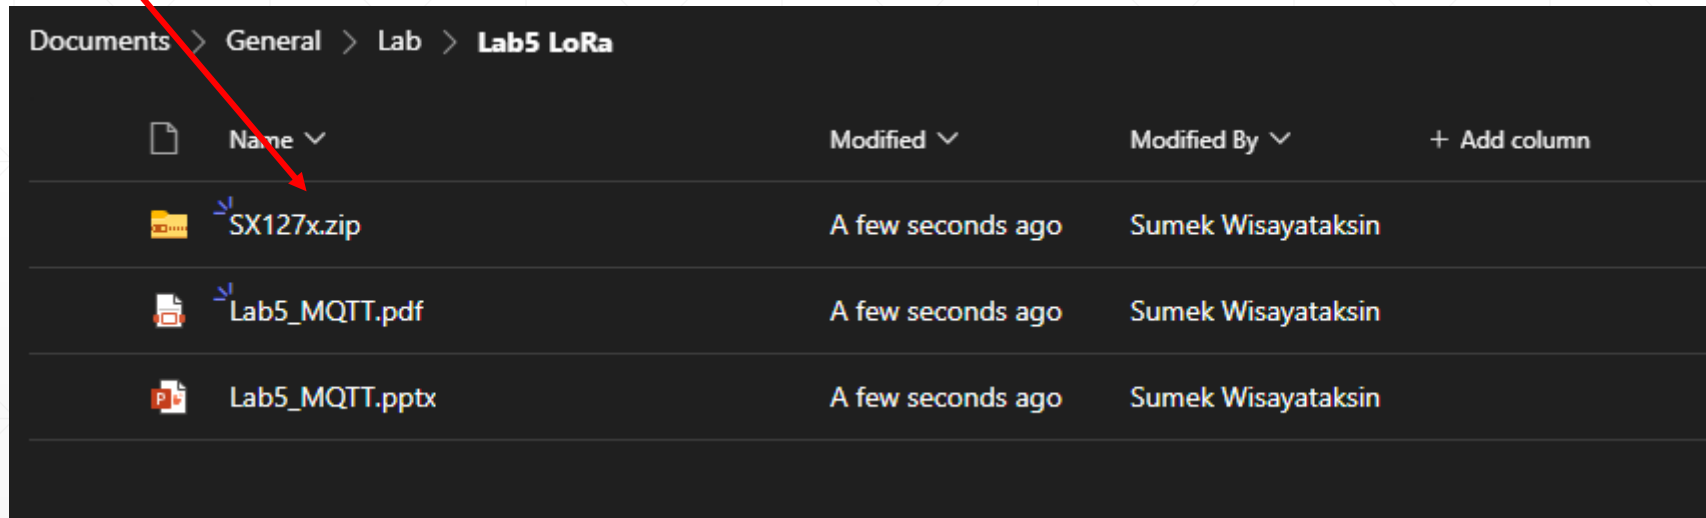 Documents > General > Lab > Lab5 LoRa
Name Modified Modified By + Add column
SX127x.zip A few seconds ago Sumek Wisayataksin
Lab5_MQTT.pdf A few seconds ago Sumek Wisayataksin
Lab5_MQTT.pptx A few seconds ago Sumek Wisayataksin